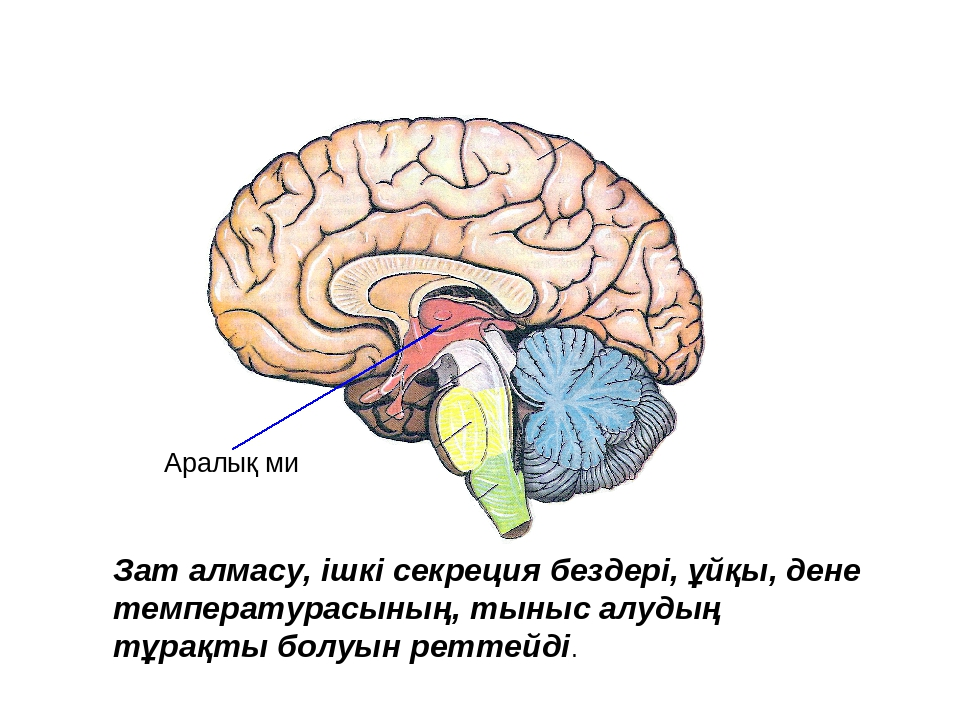 Аралық ми
Зат алмасу, ішкі секреция бездері, ұйқы, дене
температурасының, тыныс алудың
тұрақты болуын реттейді.